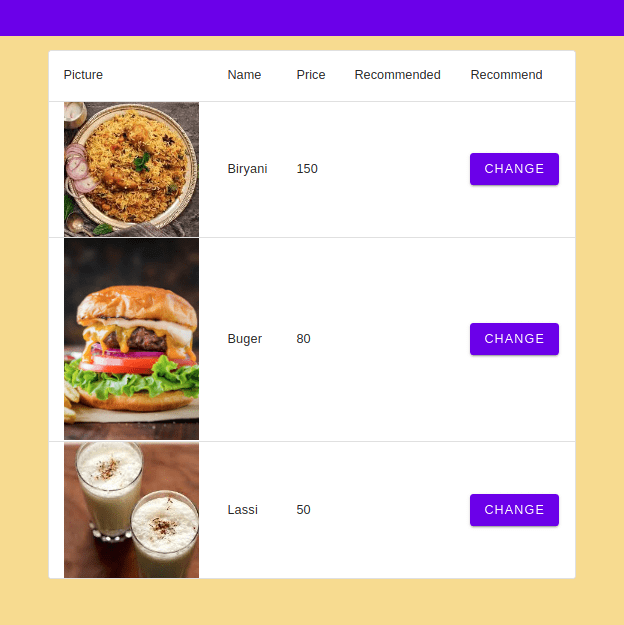 Picture Name Price Recommended Recommend
Biryani 150 CHANGE
Buger 80 CHANGE
Lassi 50 CHANGE